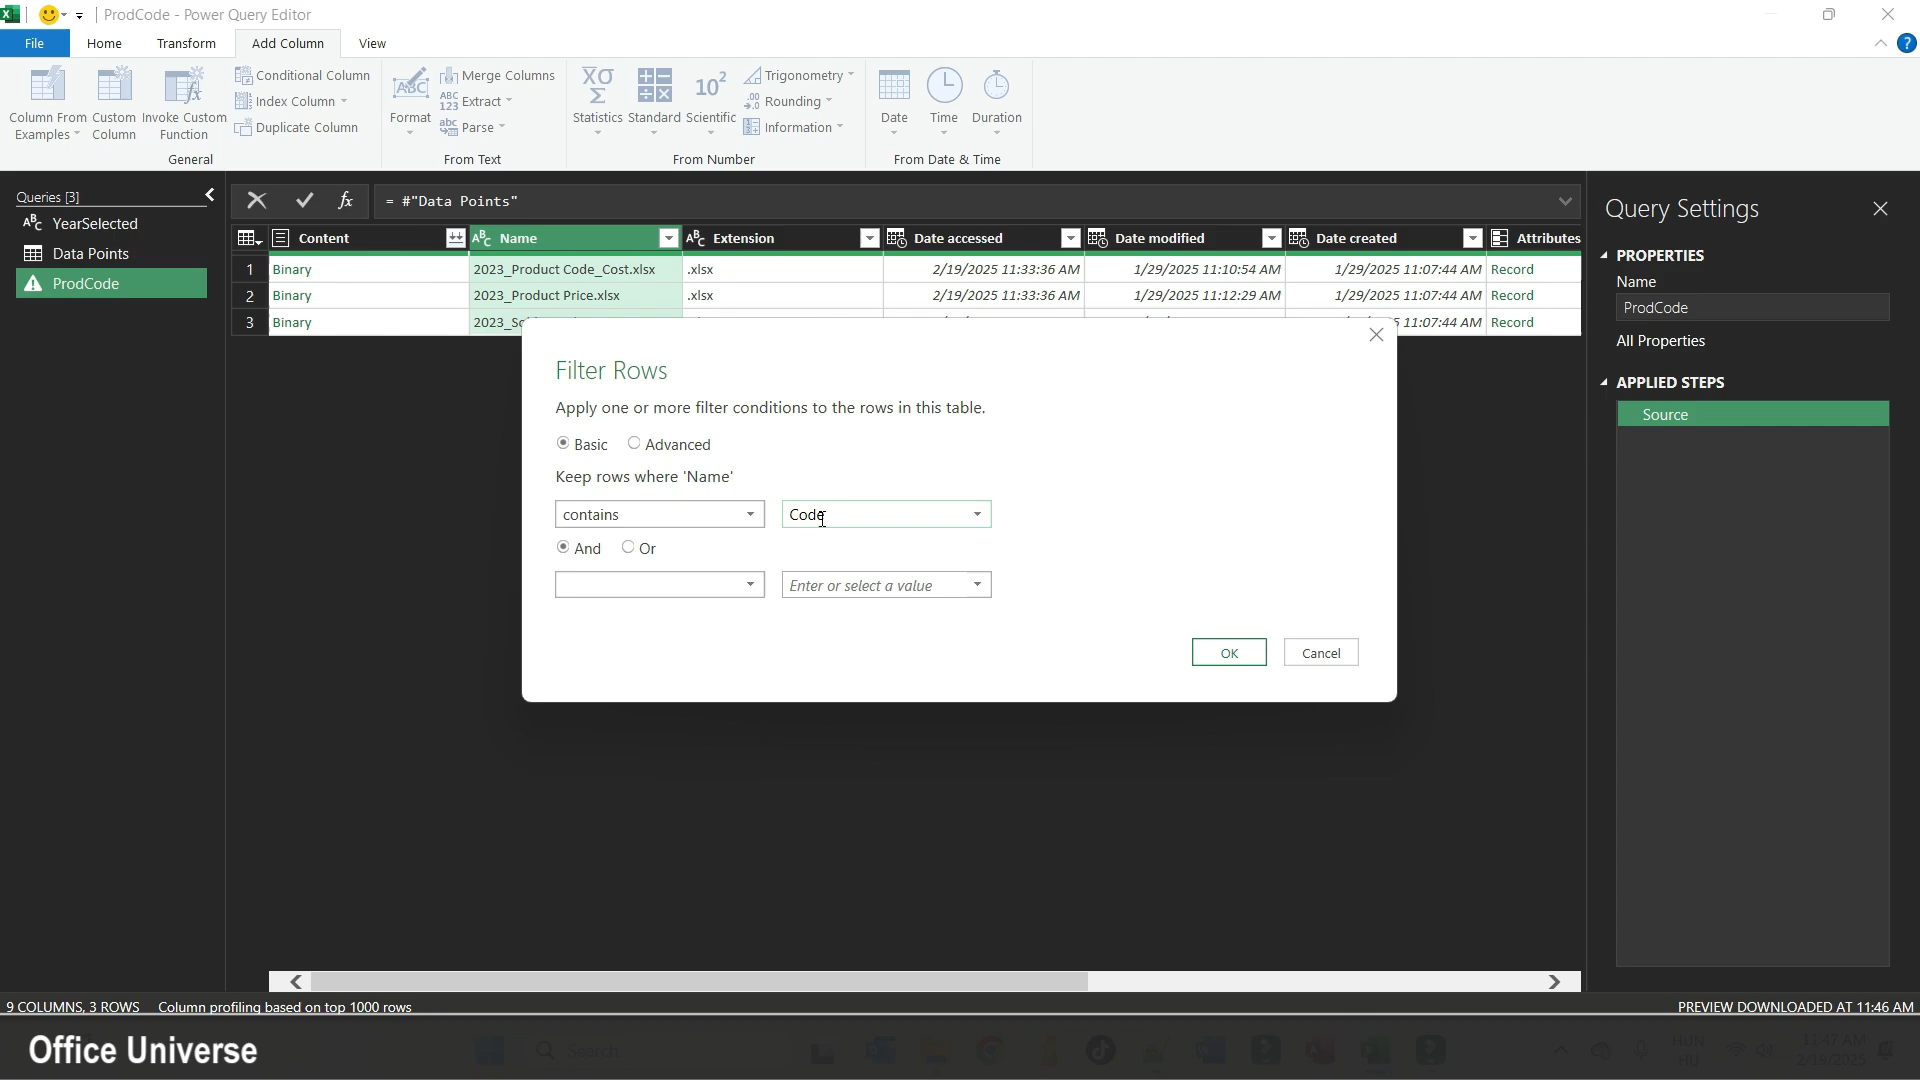 ProdCode - Power Query Editor
File Home Transform Add Column View
Column From Examples
Custom Column
Invoke Custom Function
Conditional Column
Index Column
Duplicate Column
General
Format
Merge Columns
Extract
Parse
From Text
Statistics
Standard
Scientific
Trigonometry
Rounding
Information
From Number
Date
Time
Duration
From Date & Time
Queries [3]
YearSelected
Data Points
ProdCode
= #"Data Points"
Content Name Extension Date accessed Date modified Date created Attributes
1 Binary 2023_Product Code_Cost.xlsx .xlsx 2/19/2025 11:33:36 AM 1/29/2025 11:10:54 AM 1/29/2025 11:07:44 AM Record
2 Binary 2023_Product Price.xlsx .xlsx 2/19/2025 11:33:36 AM 1/29/2025 11:12:29 AM 1/29/2025 11:07:44 AM Record
3 Binary 11:07:44 AM Record
Filter Rows
Apply one or more filter conditions to the rows in this table.
Basic Advanced
Keep rows where 'Name'
contains Code
And Or
Enter or select a value
OK Cancel
Query Settings
PROPERTIES
Name
ProdCode
All Properties
APPLIED STEPS
Source
9 COLUMNS, 3 ROWS Column profiling based on top 1000 rows
PREVIEW DOWNLOADED AT 11:46 AM
Office Universe
Search
HUN
HU
11:47 AM
2/19/2025